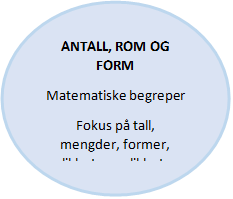 ANTALL, ROM OG
FORM
Matematiske begreper
Fokus på tall,
mengder, former,